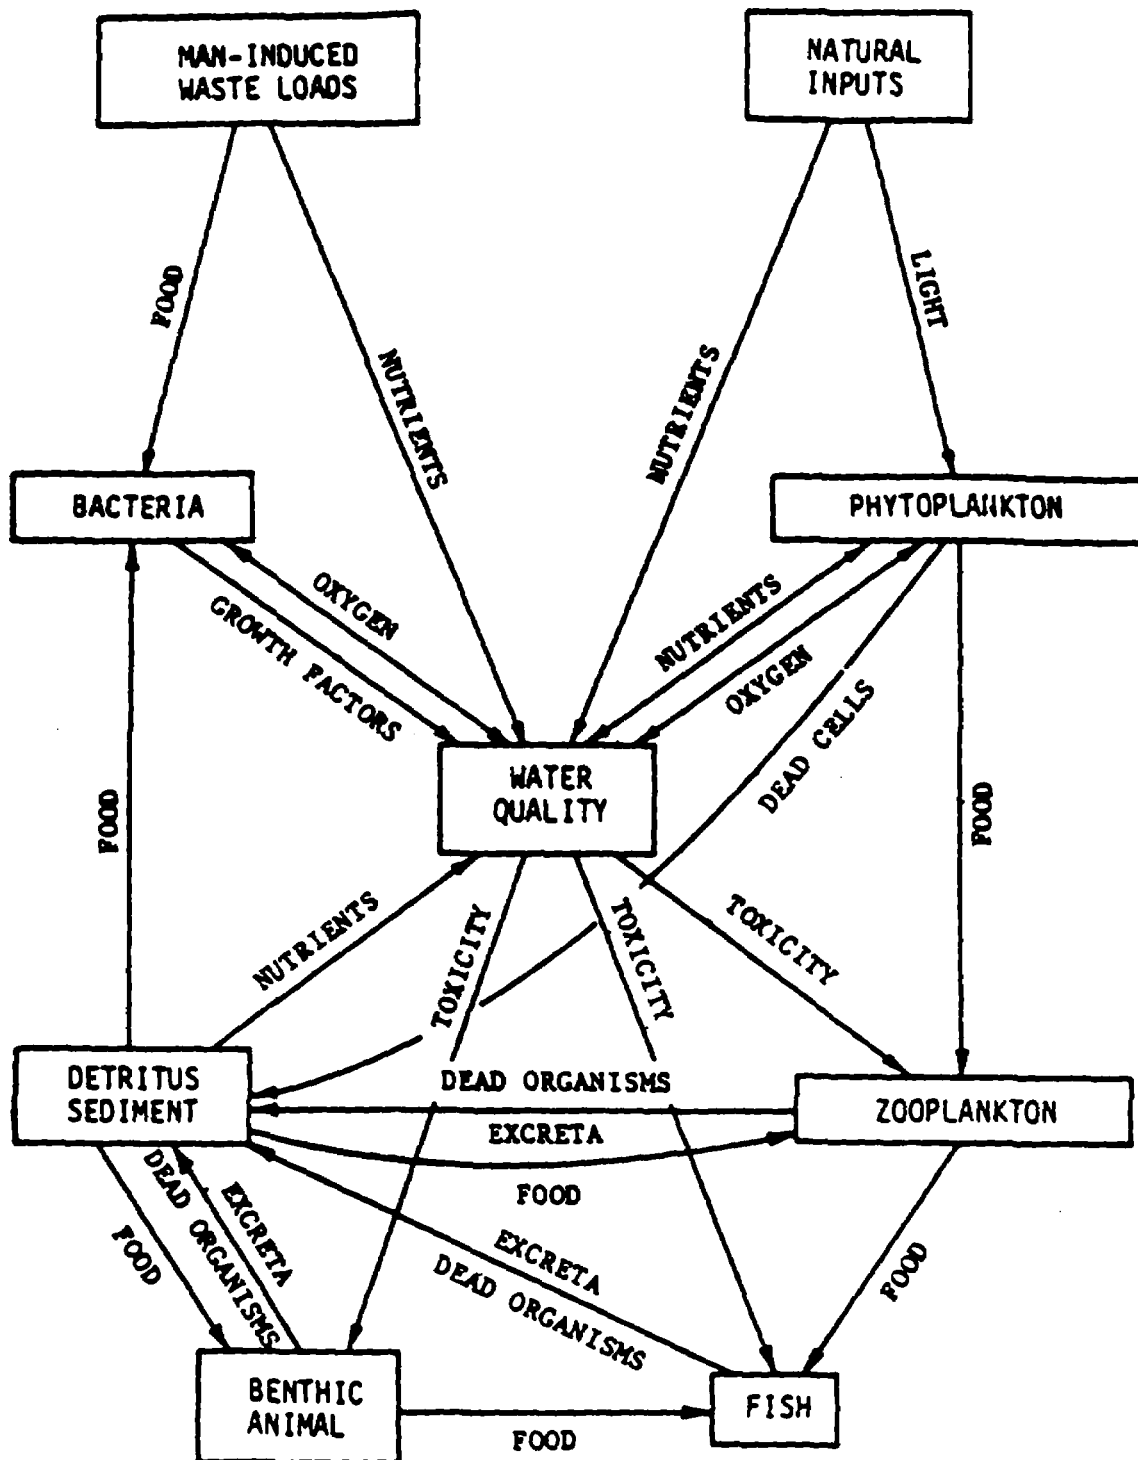 MAN-INDUCED
WASTE LOADS
NATURAL
INPUTS
FOOD
NUTRIENTS
NUTRIENTS
LIGHT
BACTERIA
PHYTOPLANKTON
OXYGEN
GROWTH FACTORS
NUTRIENTS
OXYGEN
DEAD CELLS
WATER
QUALITY
FOOD
FOOD
NUTRIENTS
TOXICITY
TOXICITY
TOXICITY
DETRITUS
SEDIMENT
DEAD ORGANISMS
EXCRETA
FOOD
ZOOPLANKTON
FOOD
DEAD ORGANISMS
EXCRETA
EXCRETA
DEAD ORGANISMS
FOOD
BENTHIC
ANIMAL
FOOD
FISH